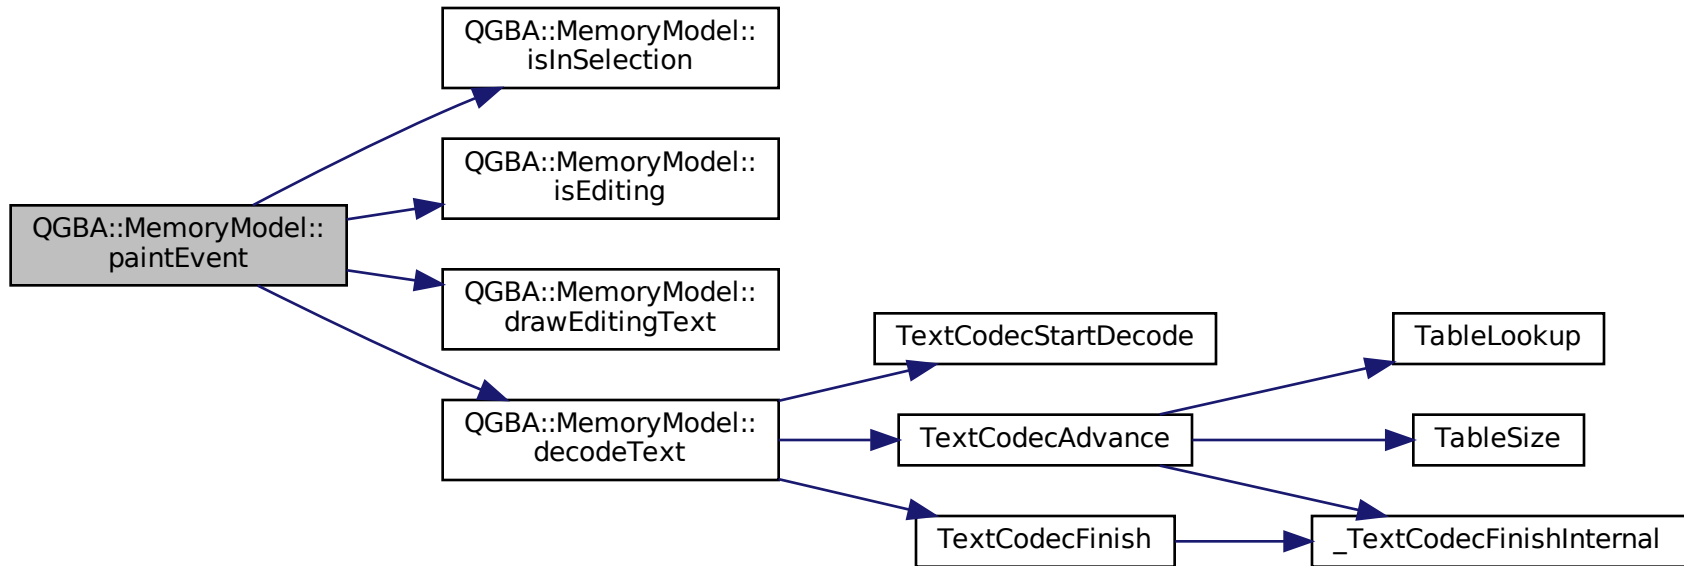 QGBA::MemoryModel::
isInSelection
QGBA::MemoryModel::
isEditing
QGBA::MemoryModel::
paintEvent
QGBA::MemoryModel::
drawEditingText
TextCodecStartDecode
TableLookup
QGBA::MemoryModel::
decodeText
TextCodecAdvance
TableSize
TextCodecFinish
_TextCodecFinishInternal